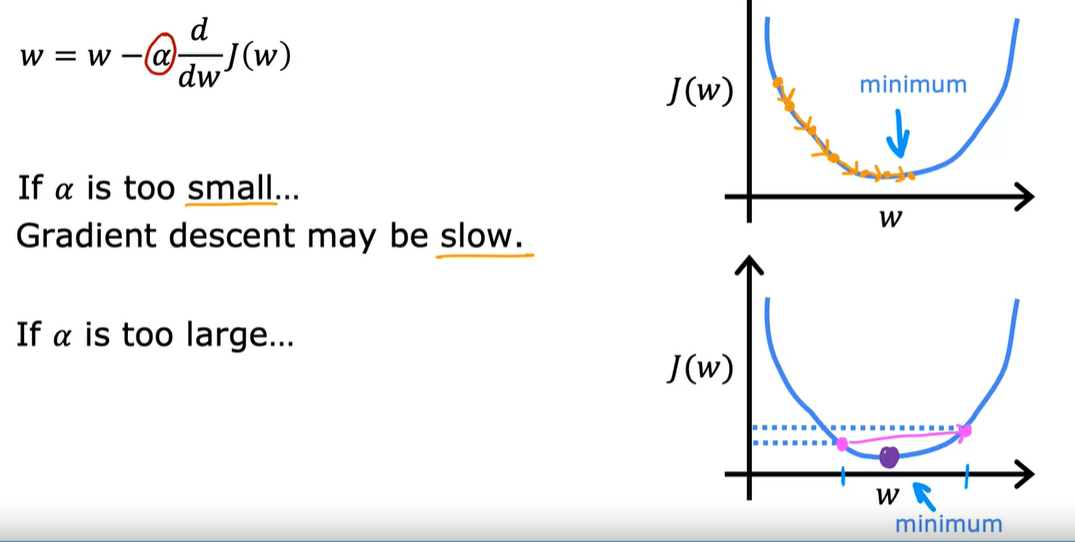 w = w − α d/dw J(w)
If α is too small...
Gradient descent may be slow.
If α is too large...
J(w)
minimum
w
J(w)
w
minimum